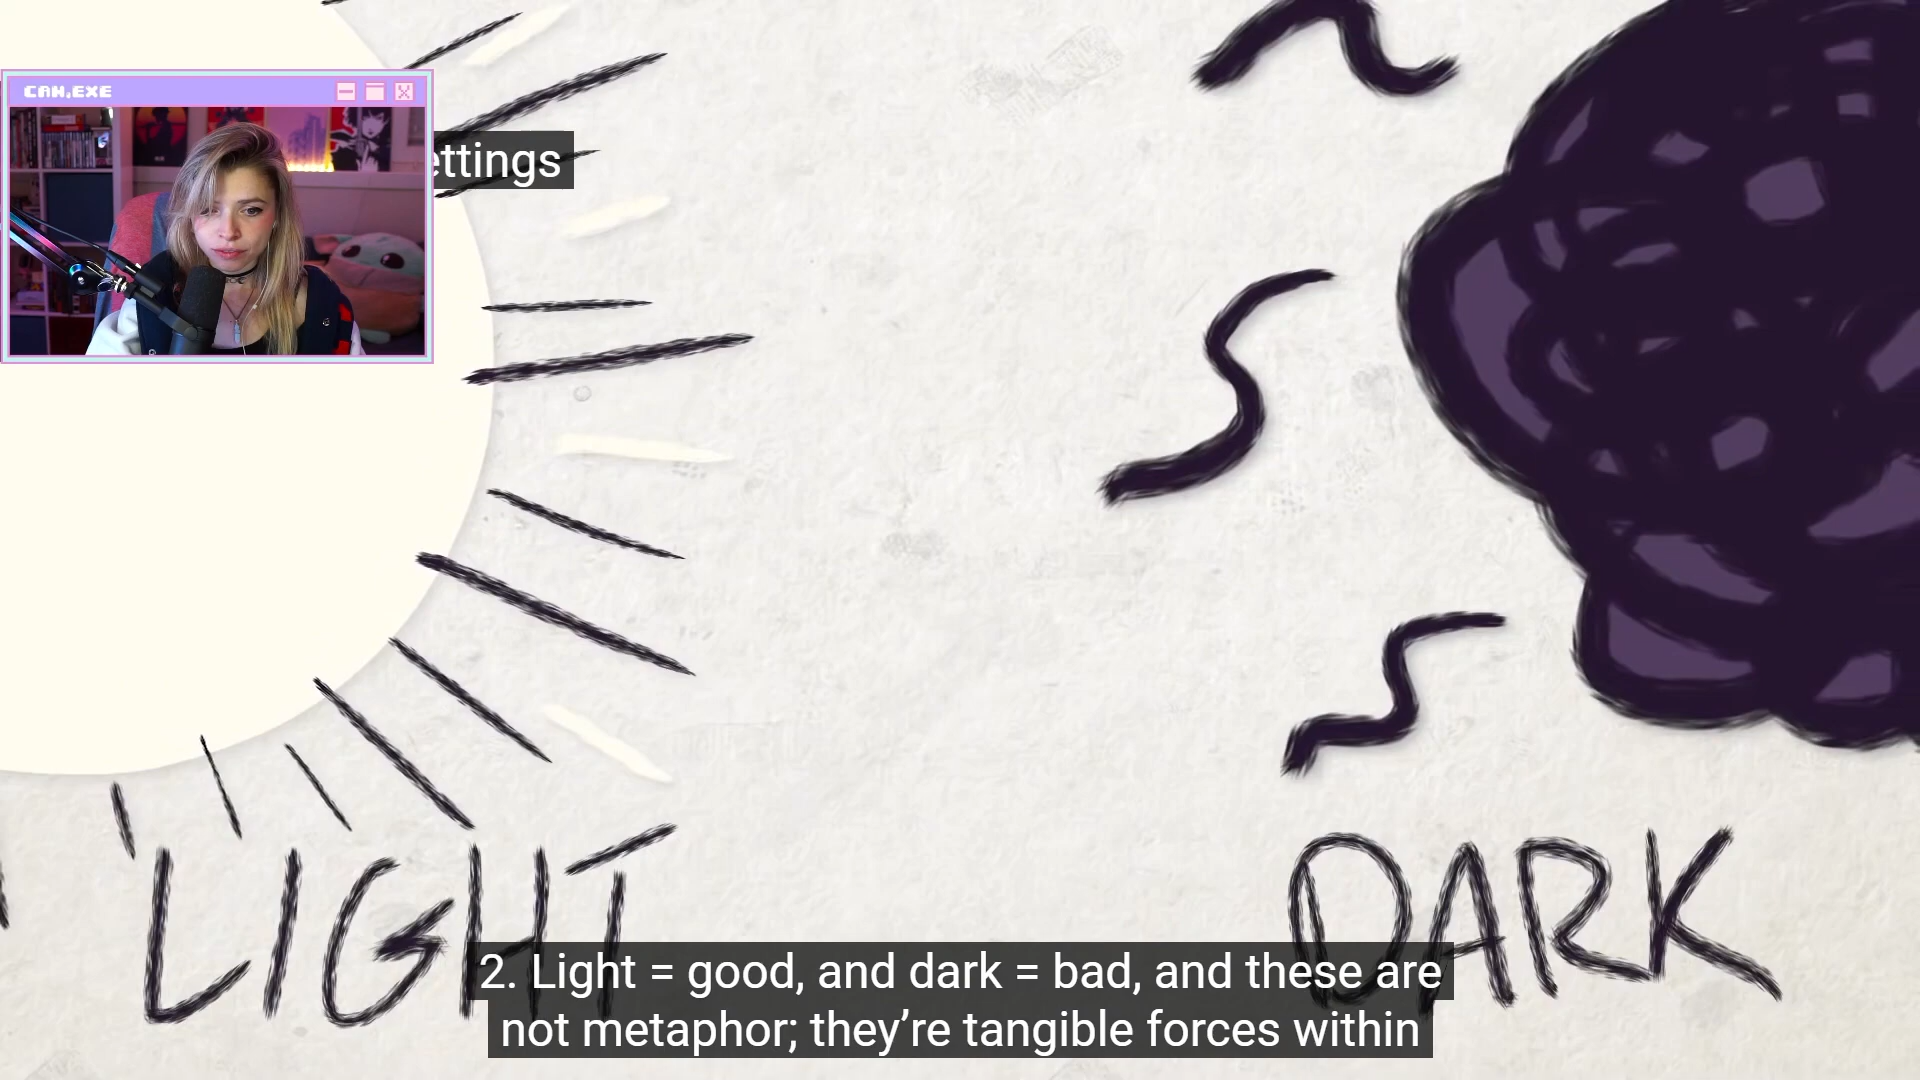 CAH.EXE
ettings
LIGHT
DARK
2. Light = good, and dark = bad, and these are
not metaphor; they’re tangible forces within